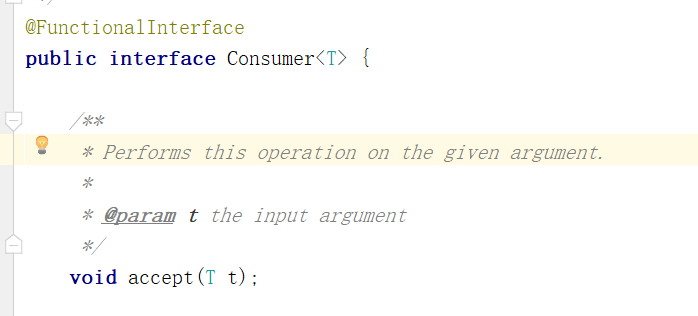 */
@FunctionalInterface
public interface Consumer<T> {
/**
* Performs this operation on the given argument.
*
* @param t the input argument
*/
void accept(T t);